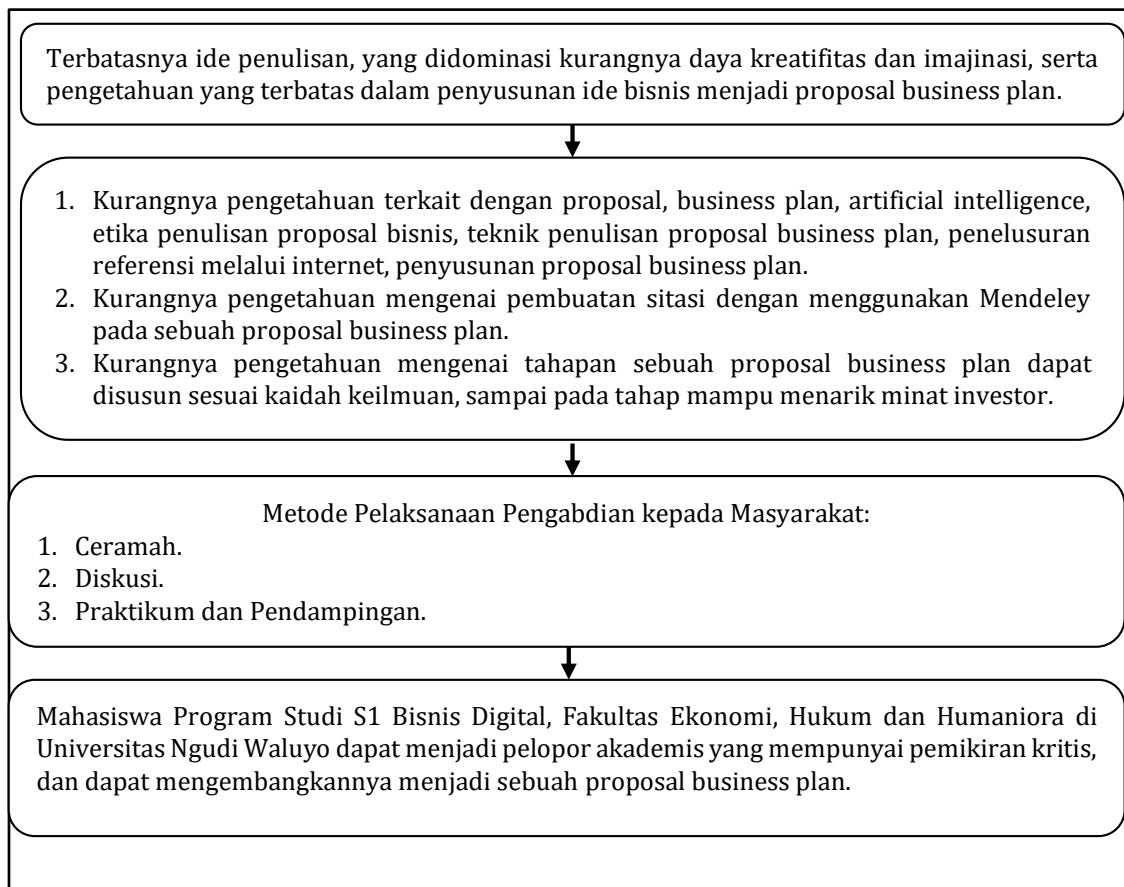 Terbatasnya ide penulisan, yang didominasi kurangnya daya kreatifitas dan imajinasi, serta
pengetahuan yang terbatas dalam penyusunan ide bisnis menjadi proposal business plan.
1. Kurangnya pengetahuan terkait dengan proposal, business plan, artificial intelligence,
etika penulisan proposal bisnis, teknik penulisan proposal business plan, penelusuran
referensi melalui internet, penyusunan proposal business plan.
2. Kurangnya pengetahuan mengenai pembuatan sitasi dengan menggunakan Mendeley
pada sebuah proposal business plan.
3. Kurangnya pengetahuan mengenai tahapan sebuah proposal business plan dapat
disusun sesuai kaidah keilmuan, sampai pada tahap mampu menarik minat investor.
Metode Pelaksanaan Pengabdian kepada Masyarakat:
1. Ceramah.
2. Diskusi.
3. Praktikum dan Pendampingan.
Mahasiswa Program Studi S1 Bisnis Digital, Fakultas Ekonomi, Hukum dan Humaniora di
Universitas Ngudi Waluyo dapat menjadi pelopor akademis yang mempunyai pemikiran kritis,
dan dapat mengembangkannya menjadi sebuah proposal business plan.